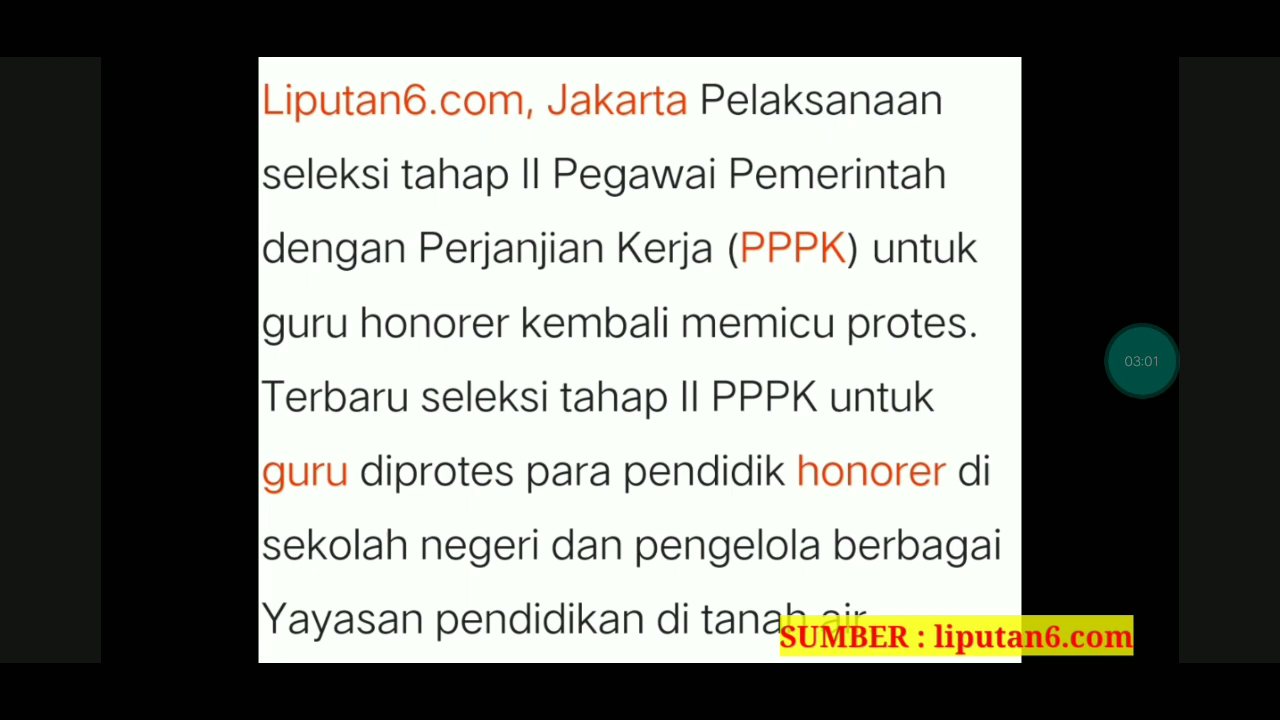 Liputan6.com, Jakarta Pelaksanaan
seleksi tahap II Pegawai Pemerintah
dengan Perjanjian Kerja (PPPK) untuk
guru honorer kembali memicu protes.
Terbaru seleksi tahap II PPPK untuk
guru diprotes para pendidik honorer di
sekolah negeri dan pengelola berbagai
Yayasan pendidikan di tanah air
SUMBER : liputan6.com
03:01